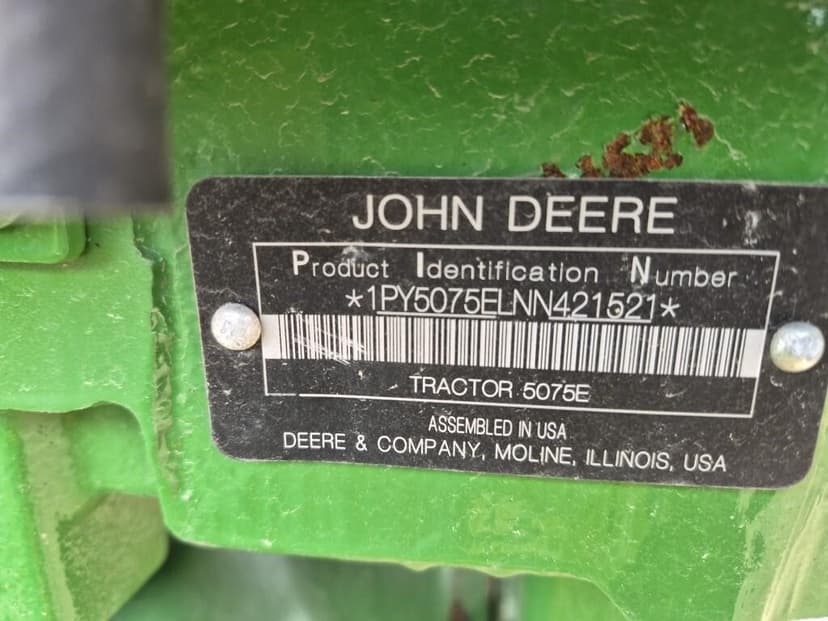 JOHN DEERE
Product Identification Number
*1PY5075ELNN421521*
TRACTOR 5075E
ASSEMBLED IN USA
DEERE & COMPANY, MOLINE, ILLINOIS, USA